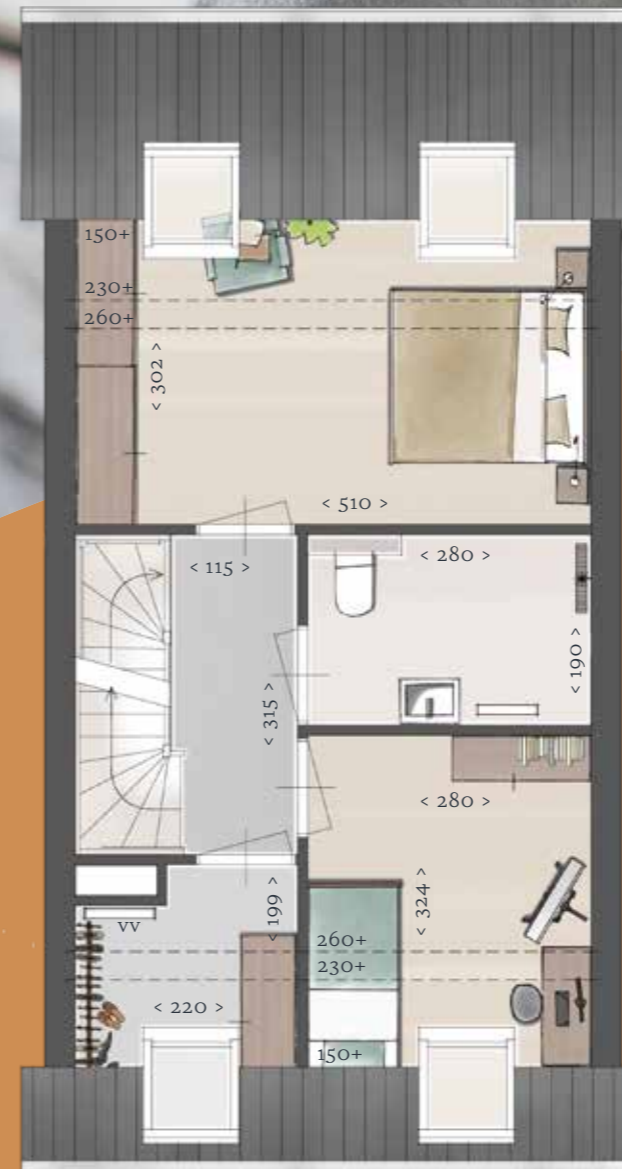 150+
230+
260+
< 302 >
< 510 >
< 115 >
< 280 >
< 190 >
< 315 >
< 280 >
< 199 >
< 324 >
VV
260+
230+
< 220 >
150+